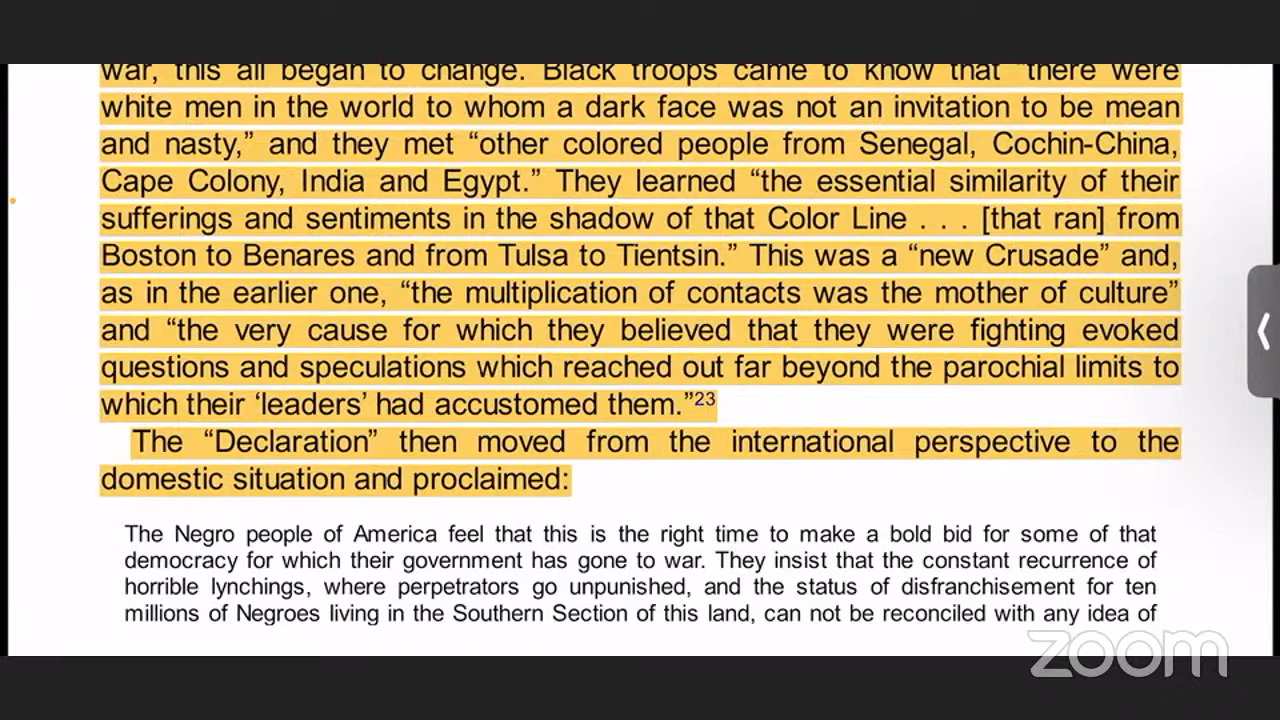 war, this all began to change. Black troops came to know that “there were
white men in the world to whom a dark face was not an invitation to be mean
and nasty,” and they met “other colored people from Senegal, Cochin-China,
Cape Colony, India and Egypt.” They learned “the essential similarity of their
sufferings and sentiments in the shadow of that Color Line . . . [that ran] from
Boston to Benares and from Tulsa to Tientsin.” This was a “new Crusade” and,
as in the earlier one, “the multiplication of contacts was the mother of culture”
and “the very cause for which they believed that they were fighting evoked
questions and speculations which reached out far beyond the parochial limits to
which their ‘leaders’ had accustomed them.”23
The “Declaration” then moved from the international perspective to the
domestic situation and proclaimed:
The Negro people of America feel that this is the right time to make a bold bid for some of that
democracy for which their government has gone to war. They insist that the constant recurrence of
horrible lynchings, where perpetrators go unpunished, and the status of disfranchisement for ten
millions of Negroes living in the Southern Section of this land, can not be reconciled with any idea of
zoom